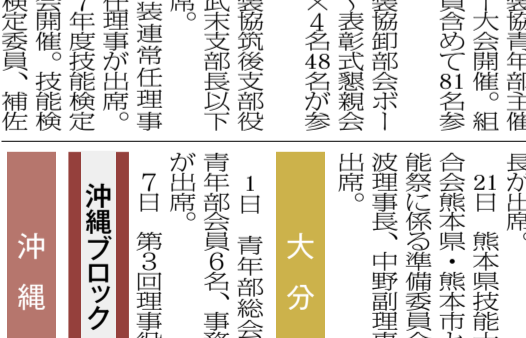 装協青年部主催
ー大会開催。組
員含めて81名参
装協卸部会ボー
表彰式懇親会
4名48名が参
装協筑後支部役
武末支部長以下
席。
装連常任理事
任理事が出席。
7年度技能検定
会開催。技能検
検定委員、補佐
長が出席。
21日　熊本県技能士
合会熊本県・熊本市
能祭に係る準備委員会
波理事長、中野副理事
出席。
大分
1日　青年部総会
青年部会員6名、事務
が出席。
7日　第3回理事役
沖縄ブロック
沖縄